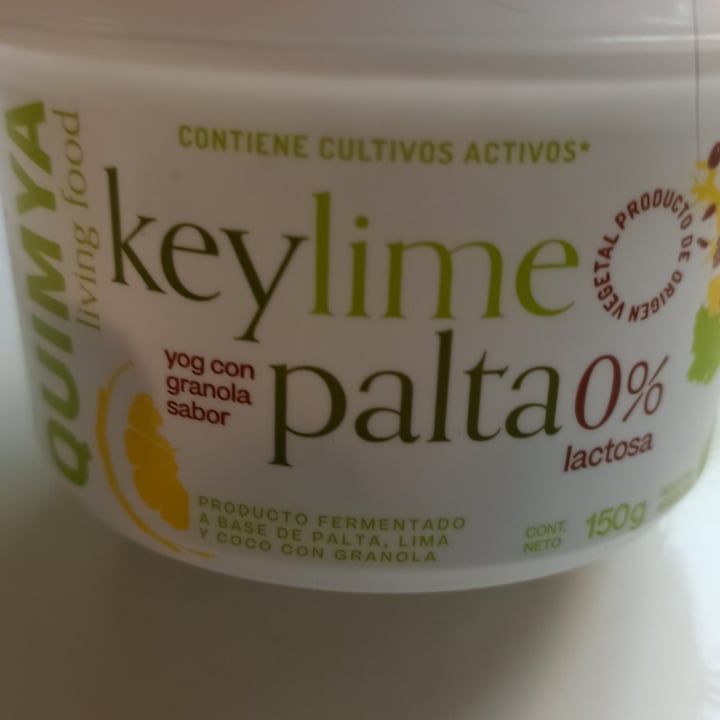 QUIMYA
living food
CONTIENE CULTIVOS ACTIVOS*
keylime
palta
yog con
granola
sabor
0%
lactosa
PRODUCTO DE ORIGEN VEGETAL
PRODUCTO FERMENTADO
A BASE DE PALTA, LIMA
Y COCO CON GRANOLA
CONT.
NETO
150g